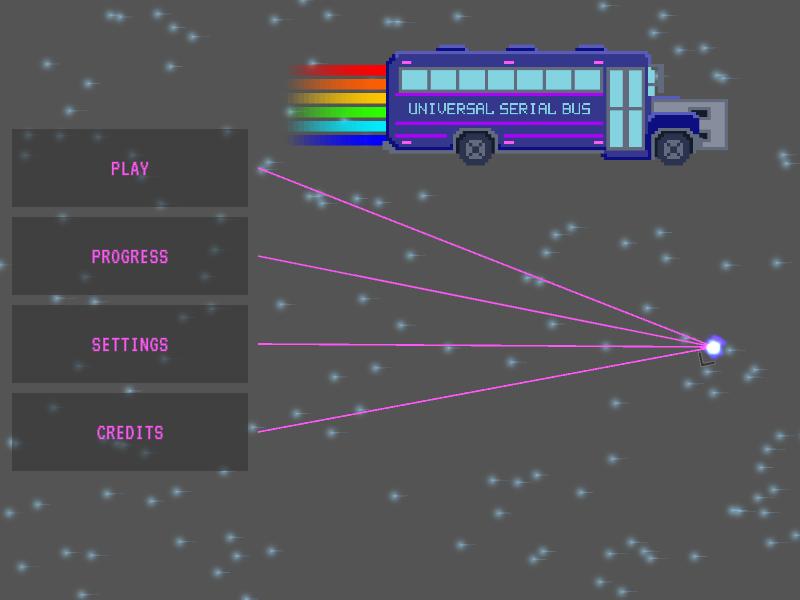 UNIVERSAL SERIAL BUS
PLAY
PROGRESS
SETTINGS
CREDITS